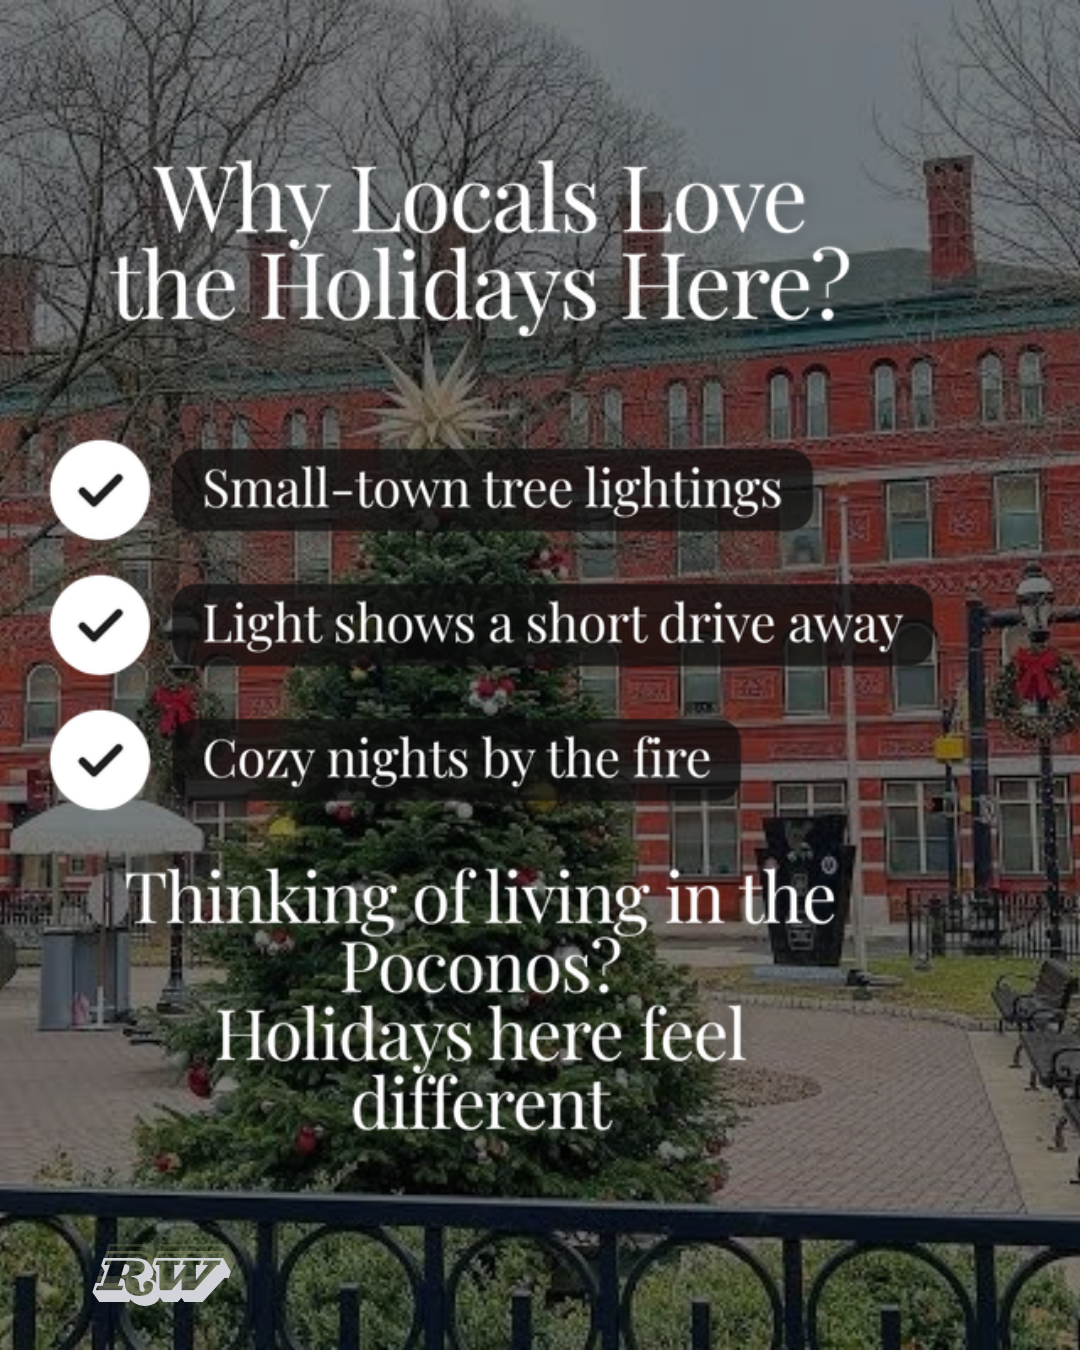 Why Locals Love
the Holidays Here?
Small-town tree lightings
Light shows a short drive away
Cozy nights by the fire
Thinking of living in the
Poconos?
Holidays here feel
different
RW